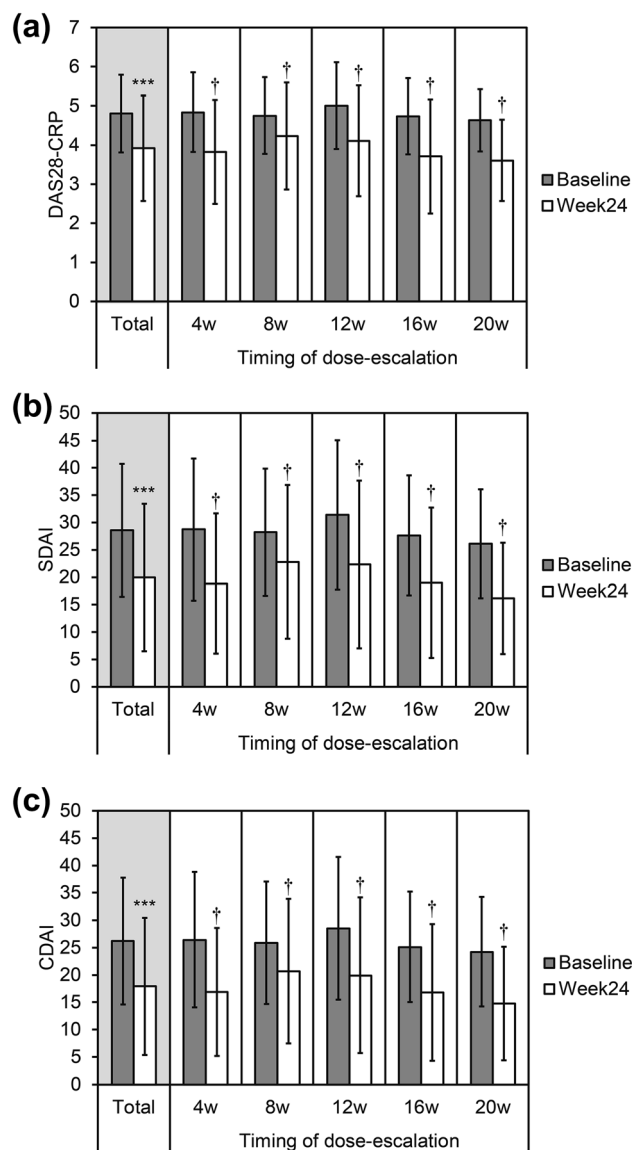 (a)
DAS28-CRP
7
6
5
4
3
2
1
0
*** † † † † †
Total 4w 8w 12w 16w 20w
Timing of dose-escalation
Baseline
Week24
(b)
SDAI
50
45
40
35
30
25
20
15
10
5
0
*** † † † † †
Total 4w 8w 12w 16w 20w
Timing of dose-escalation
Baseline
Week24
(c)
CDAI
50
45
40
35
30
25
20
15
10
5
0
*** † † † † †
Total 4w 8w 12w 16w 20w
Timing of dose-escalation
Baseline
Week24